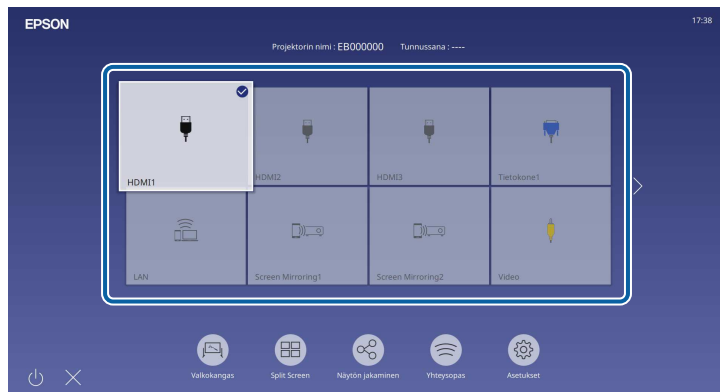 EPSON
17:38
Projektorin nimi : EB000000 Tunnussana : ----
HDMI1
HDMI2
HDMI3
Tietokone1
LAN
Screen Mirroring1
Screen Mirroring2
Video
Valkokangas
Split Screen
Näytön jakaminen
Yhteysopas
Asetukset